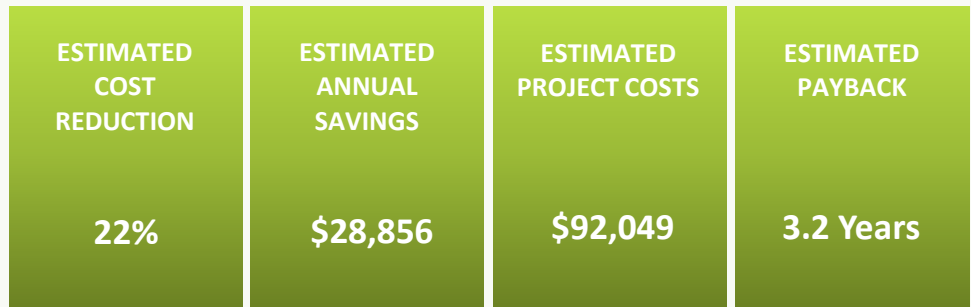 ESTIMATED
COST
REDUCTION
22%
ESTIMATED
ANNUAL
SAVINGS
$28,856
ESTIMATED
PROJECT COSTS
$92,049
ESTIMATED
PAYBACK
3.2 Years